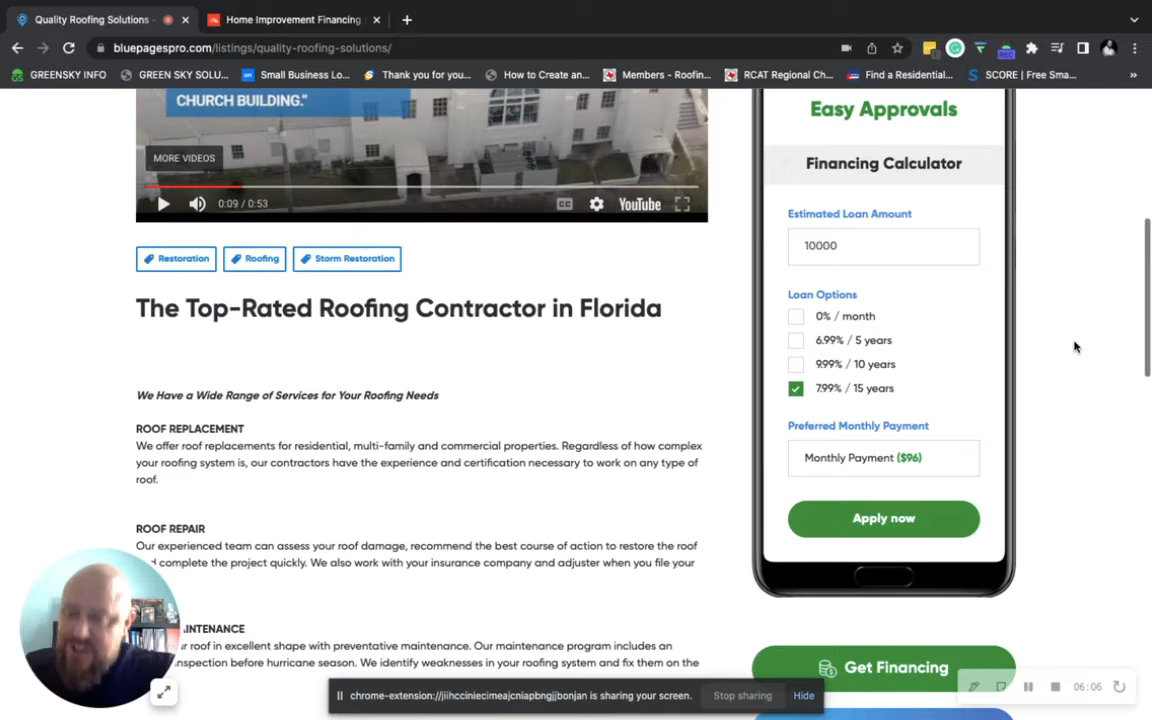 Quality Roofing Solutions
Home Improvement Financing
bluepagespro.com/listings/quality-roofing-solutions/
GREENSKY INFO
GREEN SKY SOLU...
Small Business Lo...
Thank you for you...
How to Create an...
Members - Roofin...
RCAT Regional Ch...
Find a Residential...
SCORE | Free Sma...
»
CHURCH BUILDING."
MORE VIDEOS
0:09 / 0:53
CC
YouTube
Restoration
Roofing
Storm Restoration
The Top-Rated Roofing Contractor in Florida
We Have a Wide Range of Services for Your Roofing Needs
ROOF REPLACEMENT
We offer roof replacements for residential, multi-family and commercial properties. Regardless of how complex
your roofing system is, our contractors have the experience and certification necessary to work on any type of
roof.
ROOF REPAIR
Our experienced team can assess your roof damage, recommend the best course of action to restore the roof
complete the project quickly. We also work with your insurance company and adjuster when you file your
INTENANCE
roof in excellent shape with preventative maintenance. Our maintenance program includes an
inspection before hurricane season. We identify weaknesses in your roofing system and fix them on the
Easy Approvals
Financing Calculator
Estimated Loan Amount
10000
Loan Options
0% / month
6.99% / 5 years
9.99% / 10 years
7.99% / 15 years
Preferred Monthly Payment
Monthly Payment ($96)
Apply now
Get Financing
chrome-extension://jiihcciniecimeajcniapbngjjbonjan is sharing your screen.
Stop sharing
Hide
06:06